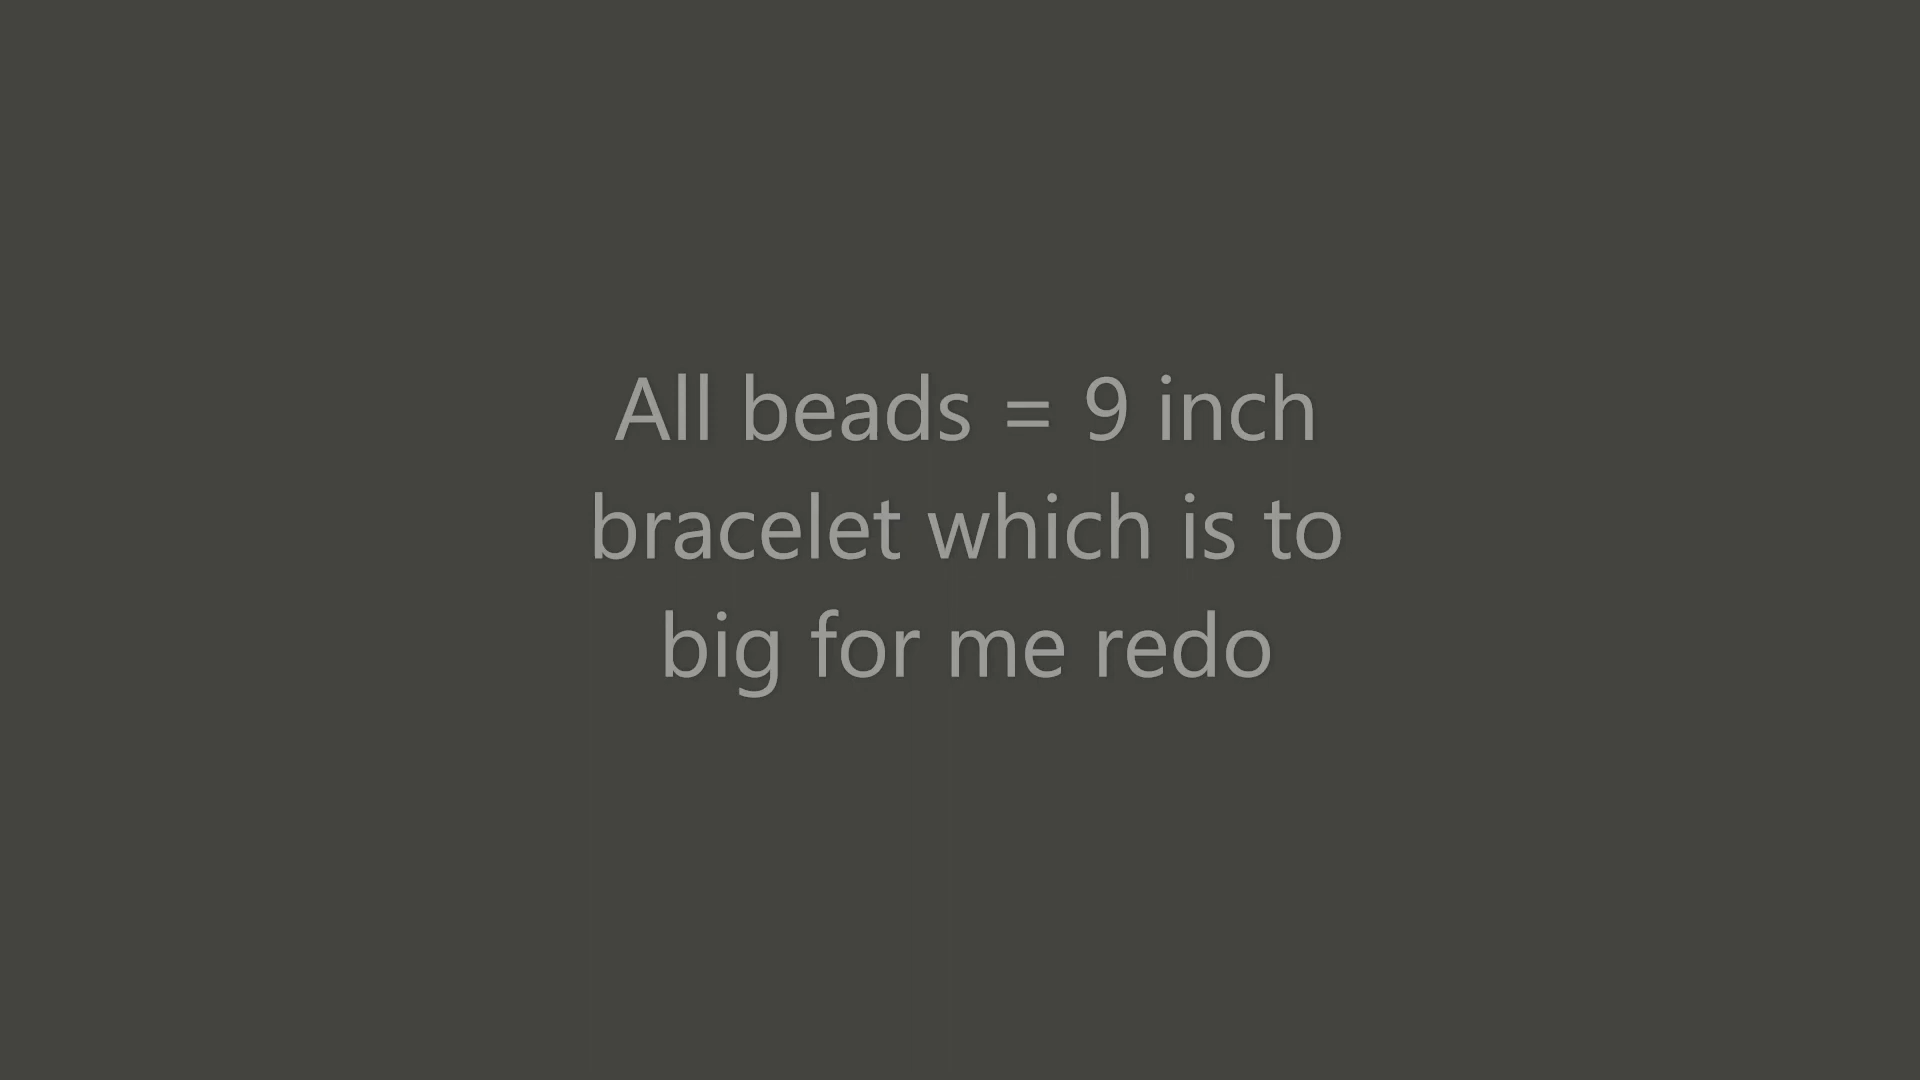 All beads = 9 inch
bracelet which is to
big for me redo